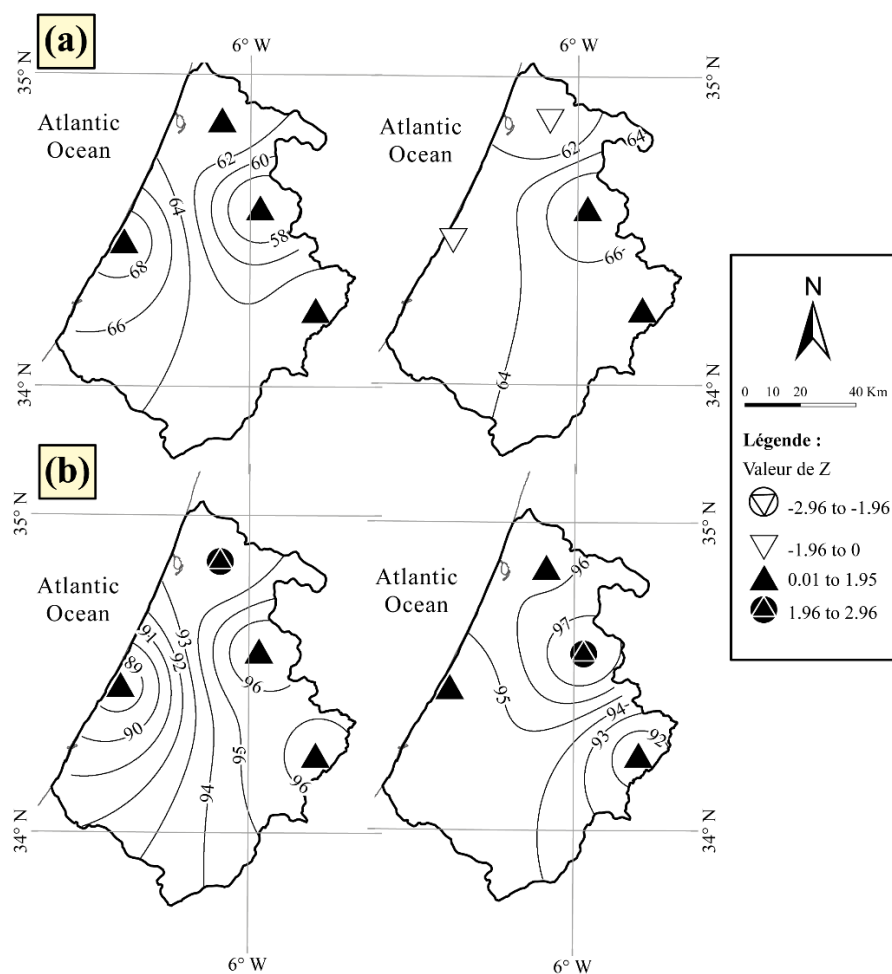 (a)
6° W
6° W
35° N
35° N
Atlantic
Ocean
62
60
64
58
68
66
34° N
Atlantic
Ocean
64
62
66
64
34° N
N
0 10 20 40 Km
Légende :
Valeur de Z
-2.96 to -1.96
-1.96 to 0
0.01 to 1.95
1.96 to 2.96
(b)
35° N
35° N
Atlantic
Ocean
93
91
92
89
96
90
95
94
96
34° N
6° W
Atlantic
Ocean
96
97
95
94
93
92
34° N
6° W